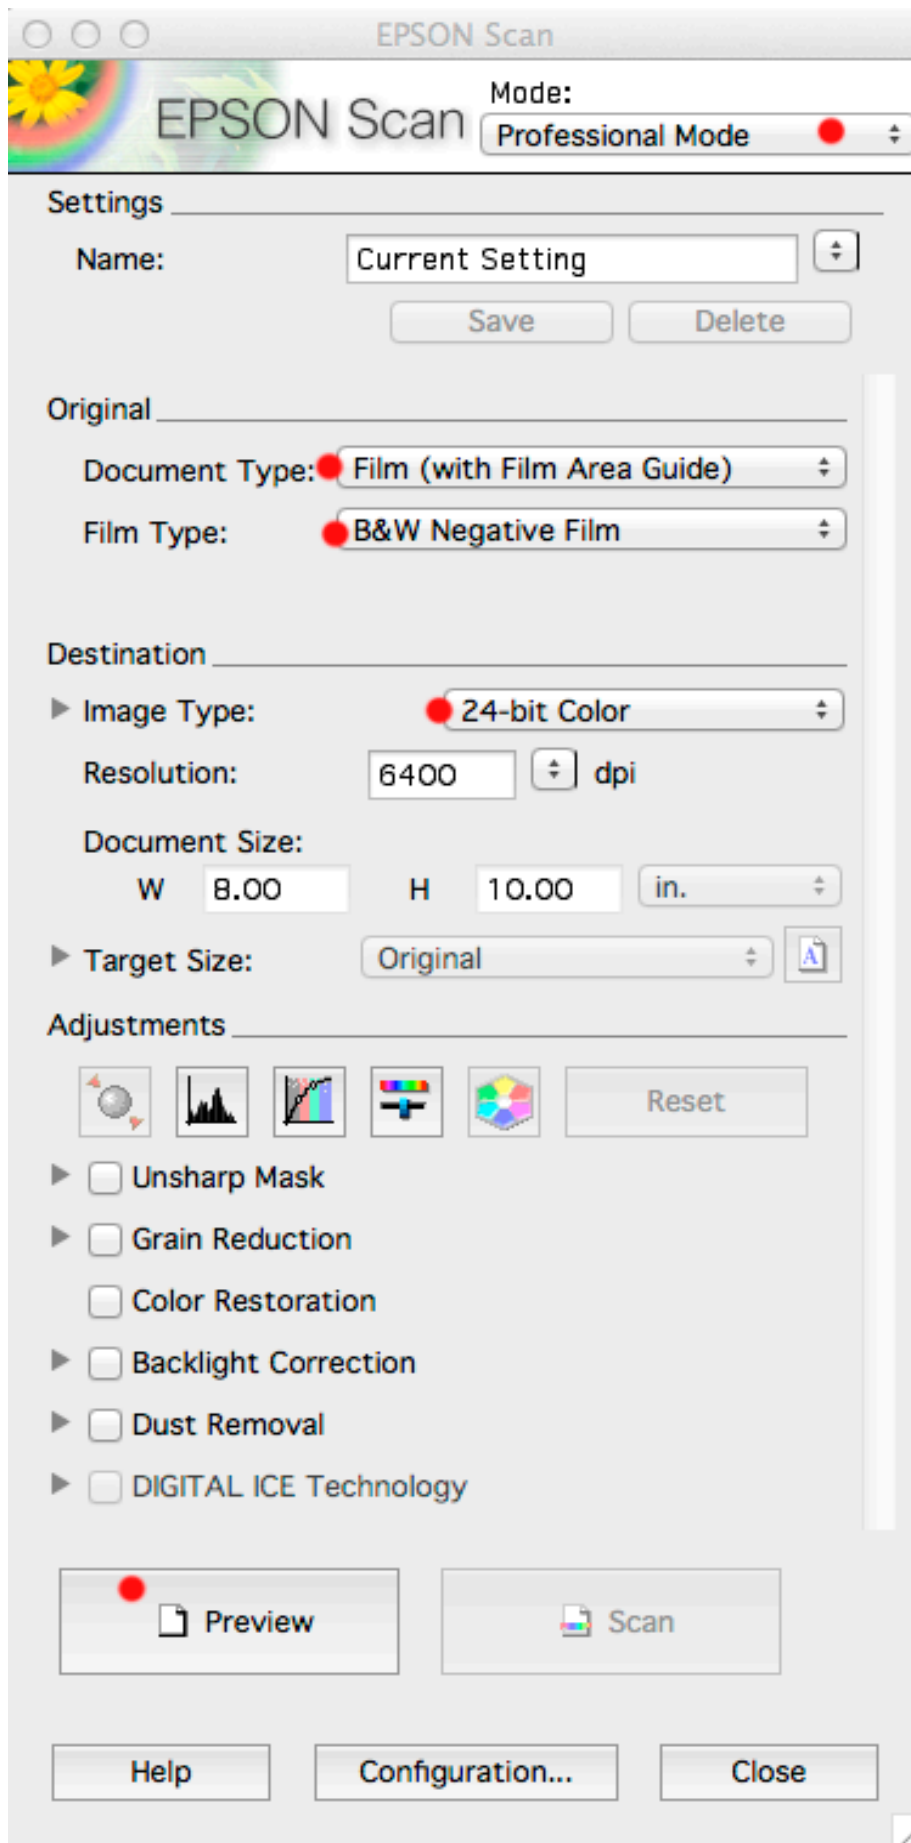 EPSON Scan
EPSON Scan
Mode:
Professional Mode
Settings
Name: Current Setting
Save Delete
Original
Document Type: Film (with Film Area Guide)
Film Type: B&W Negative Film
Destination
Image Type: 24-bit Color
Resolution: 6400 dpi
Document Size:
W 8.00 H 10.00 in.
Target Size: Original A
Adjustments
Reset
Unsharp Mask
Grain Reduction
Color Restoration
Backlight Correction
Dust Removal
DIGITAL ICE Technology
Preview Scan
Help Configuration... Close